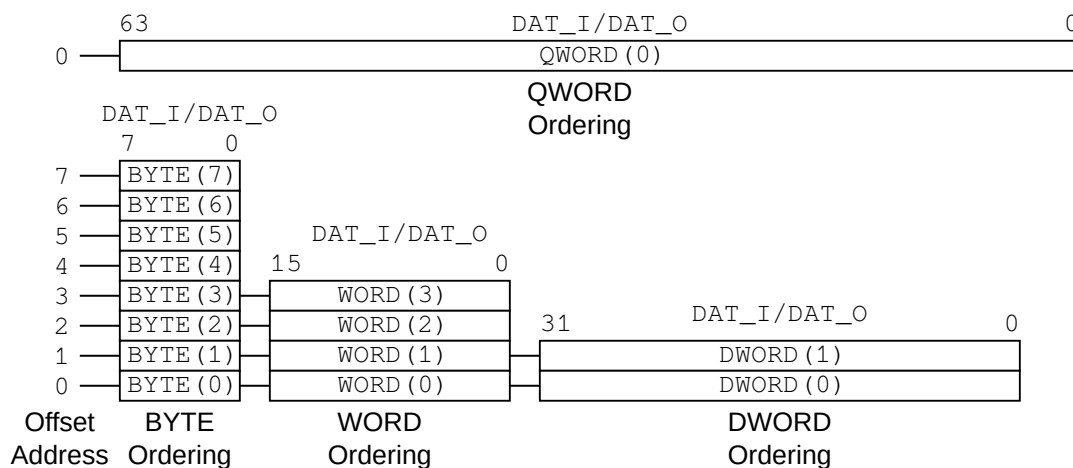 63 DAT_I/DAT_O 0
0 QWORD(0)
QWORD
Ordering
DAT_I/DAT_O
7 0
7 BYTE(7)
6 BYTE(6)
5 BYTE(5) DAT_I/DAT_O
4 BYTE(4) 15 0
3 BYTE(3) WORD(3)
2 BYTE(2) WORD(2) 31 DAT_I/DAT_O 0
1 BYTE(1) WORD(1) DWORD(1)
0 BYTE(0) WORD(0) DWORD(0)
Offset BYTE WORD DWORD
Address Ordering Ordering Ordering